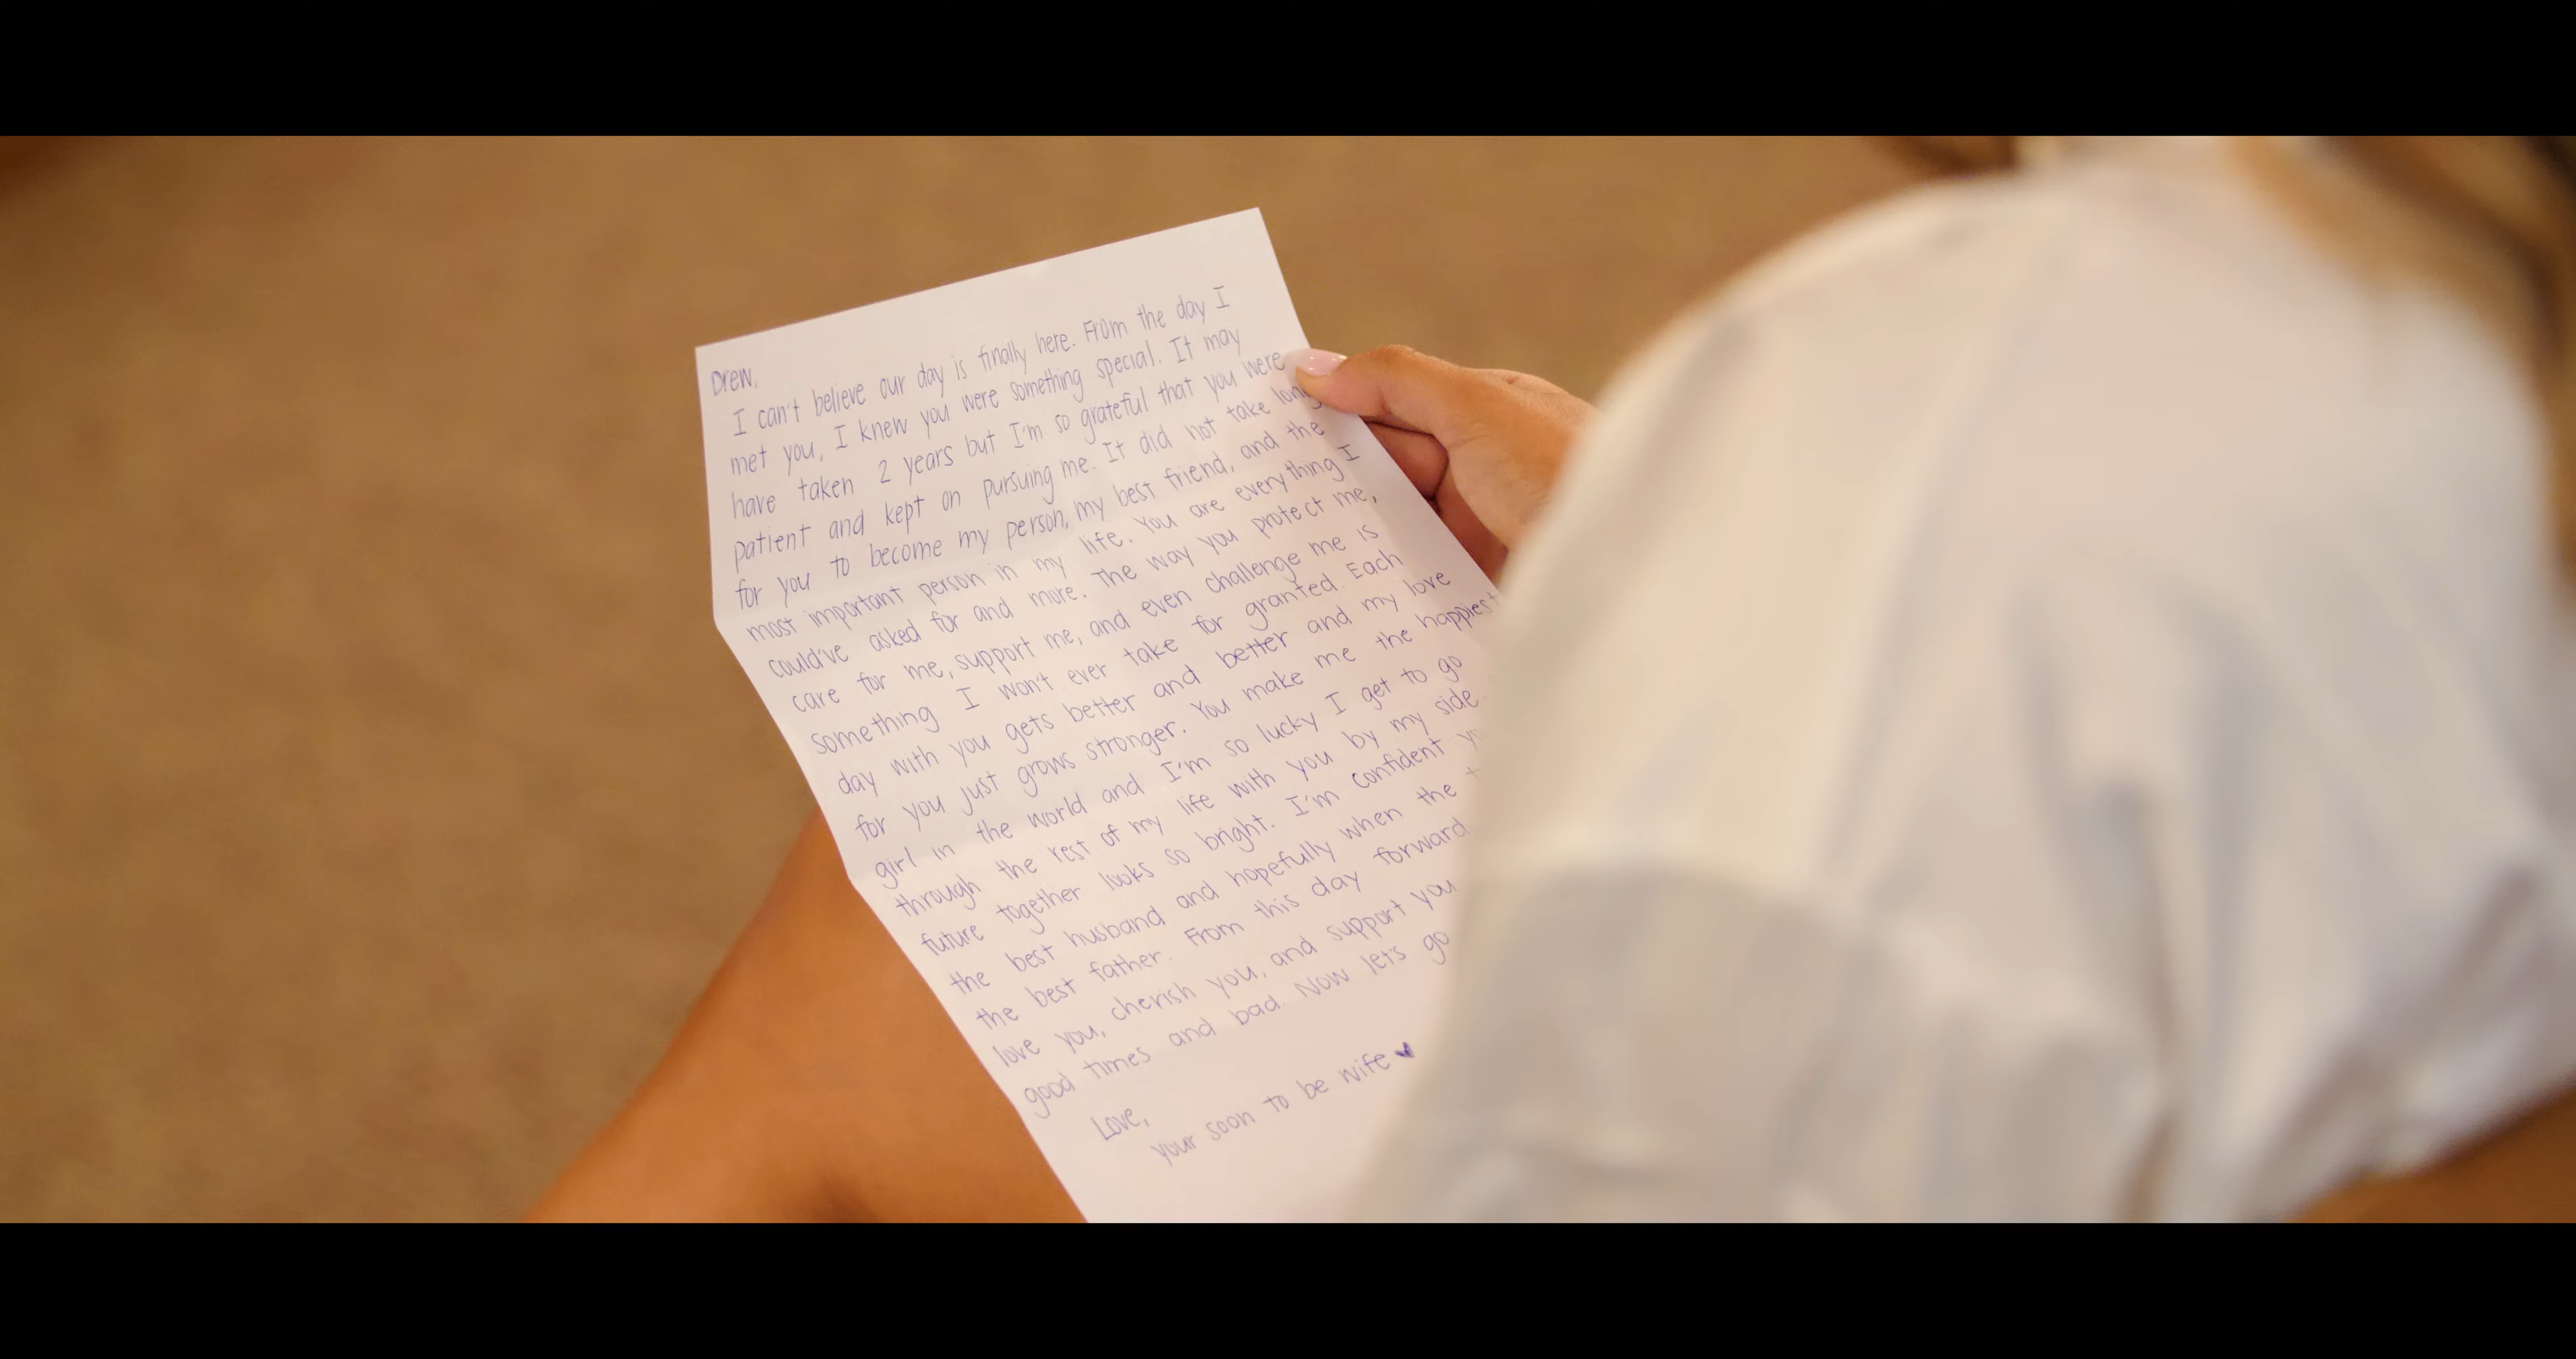 Drew,
I can't believe our day is finally here. From the day I
met you, I knew you were something special. It may
have taken 2 years but I'm so grateful that you were
patient and kept on pursuing me. It did not take long
for you to become my person, my best friend, and the
most important person in my life. You are everything I
could've asked for and more. The way you protect me,
care for me, support me, and even challenge me is
something I won't ever take for granted. Each
day with you gets better and better and my love
for you just grows stronger. You make me the happiest
girl in the world and I'm so lucky I get to go
through the rest of my life with you by my side
future together looks so bright. I'm confident
the best husband and hopefully when the
the best father. From this day forward
love you, cherish you, and support you
good times and bad. Now let's go
Love,
your soon to be wife ♥